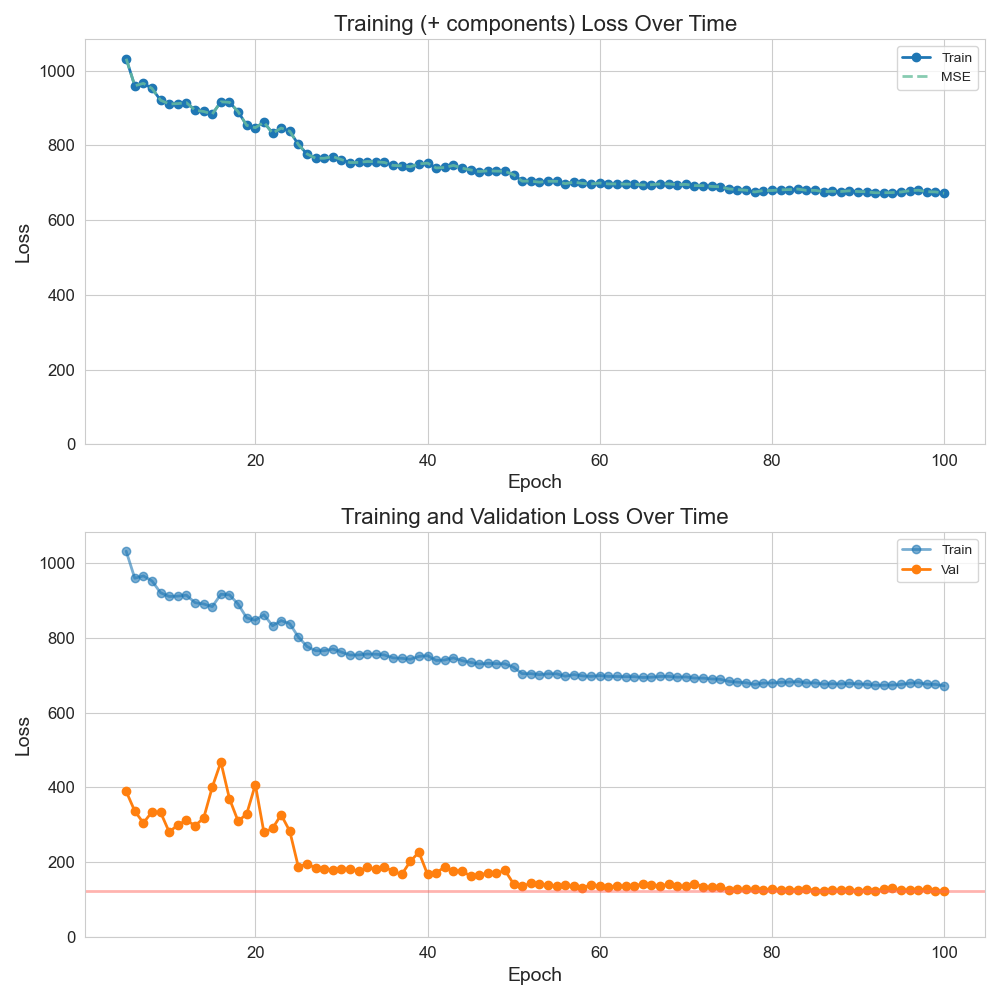 Training (+ components) Loss Over Time
Train
MSE
1000
800
600
400
200
0
Loss
20 40 60 80 100
Epoch
Training and Validation Loss Over Time
Train
Val
1000
800
600
400
200
0
Loss
20 40 60 80 100
Epoch